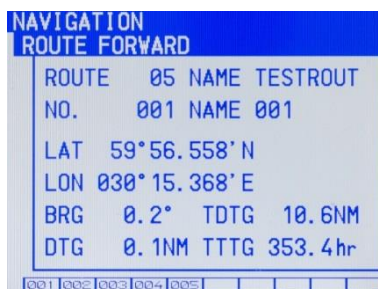 NAVIGATION
ROUTE FORWARD
ROUTE 05 NAME TESTROUT
NO. 001 NAME 001
LAT 59°56.558'N
LON 030°15.368'E
BRG 0.2° TDTG 10.6NM
DTG 0.1NM TTTG 353.4hr
001 002 003 004 005